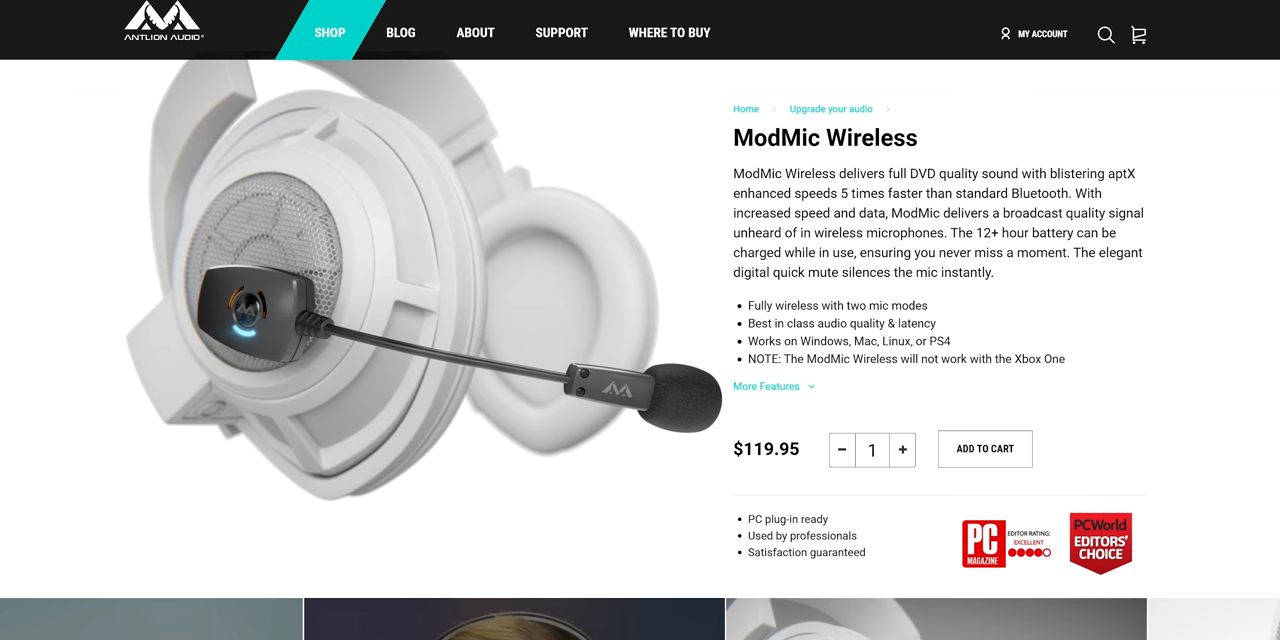 ANTLION AUDIO®
SHOP
BLOG
ABOUT
SUPPORT
WHERE TO BUY
MY ACCOUNT
Home
Upgrade your audio
ModMic Wireless
ModMic Wireless delivers full DVD quality sound with blistering aptX
enhanced speeds 5 times faster than standard Bluetooth. With
increased speed and data, ModMic delivers a broadcast quality signal
unheard of in wireless microphones. The 12+ hour battery can be
charged while in use, ensuring you never miss a moment. The elegant
digital quick mute silences the mic instantly.
• Fully wireless with two mic modes
• Best in class audio quality & latency
• Works on Windows, Mac, Linux, or PS4
• NOTE: The ModMic Wireless will not work with the Xbox One
More Features
$119.95
− 1 +
ADD TO CART
• PC plug-in ready
• Used by professionals
• Satisfaction guaranteed
PC
MAGAZINE
EDITOR RATING:
EXCELLENT
PCWorld
EDITORS'
CHOICE